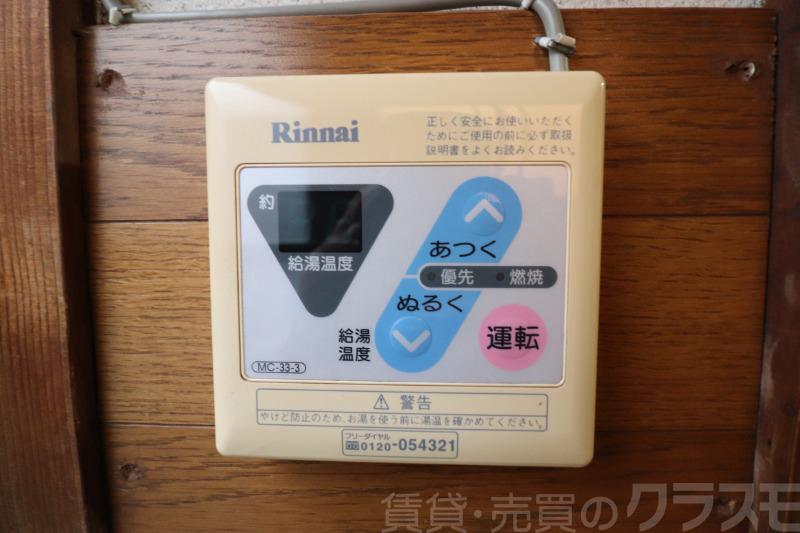 Rinnai
正しく安全にお使いいただく
ためにご使用の前に必ず取扱
説明書をよくお読みください。
約
給湯温度
あつく
優先 燃焼
ぬるく
給湯
温度
運転
MC-33-3
警告
やけど防止のため、お湯を使う前に湯温を確かめてください。
フリーダイヤル
0120-054321
賃貸・売買のクラスモ